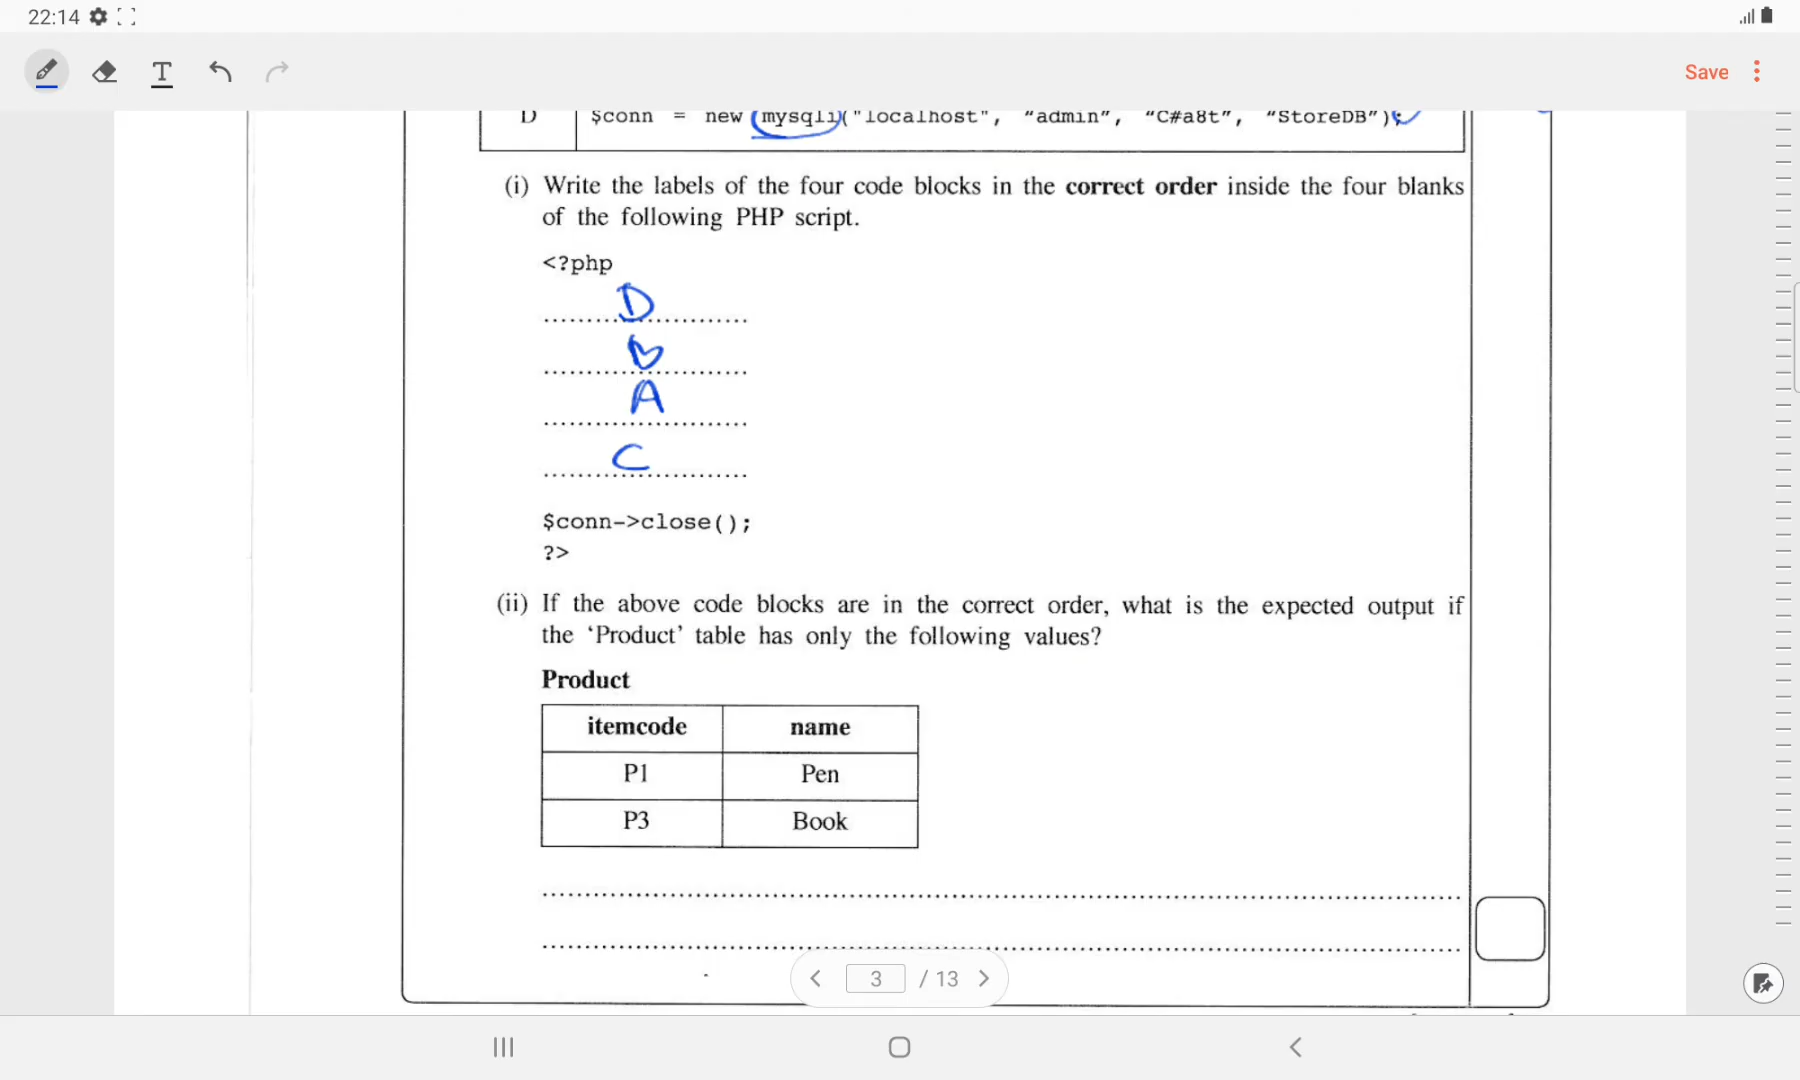 22:14
Save
D $conn = new mysqli("localhost", "admin", "C#a8t", "StoreDB");
(i) Write the labels of the four code blocks in the correct order inside the four blanks
of the following PHP script.
<?php
D
B
A
C
$conn->close();
?>
(ii) If the above code blocks are in the correct order, what is the expected output if
the 'Product' table has only the following values?
Product
itemcode name
P1 Pen
P3 Book
3 / 13